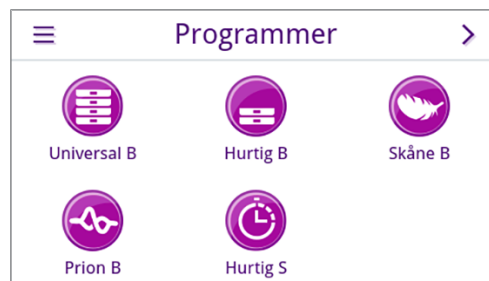 Programmer
Universal B
Hurtig B
Skåne B
Prion B
Hurtig S